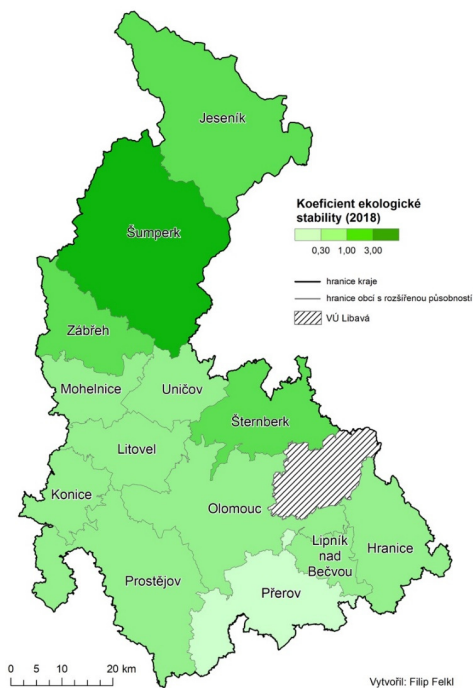 Jeseník
Šumperk
Koeficient ekologické
stability (2018)
0,30 1,00 3,00
hranice kraje
hranice obcí s rozšířenou působností
VÚ Libavá
Zábřeh
Mohelnice
Uničov
Šternberk
Litovel
Konice
Olomouc
Lipník
nad
Bečvou
Hranice
Prostějov
Přerov
0 5 10 20 km
Vytvořil: Filip Felkl